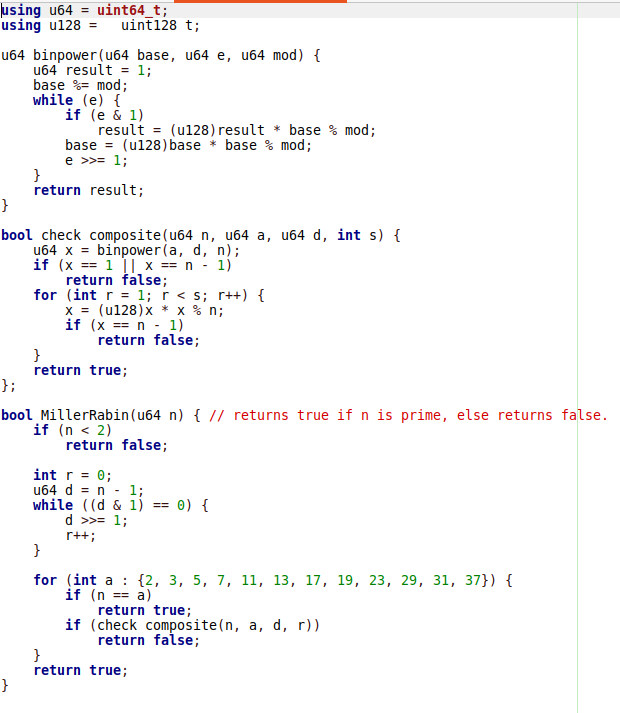 using u64 = uint64_t;
using u128 =   uint128 t;

u64 binpower(u64 base, u64 e, u64 mod) {
    u64 result = 1;
    base %= mod;
    while (e) {
        if (e & 1)
            result = (u128)result * base % mod;
        base = (u128)base * base % mod;
        e >>= 1;
    }
    return result;
}

bool check composite(u64 n, u64 a, u64 d, int s) {
    u64 x = binpower(a, d, n);
    if (x == 1 || x == n - 1)
        return false;
    for (int r = 1; r < s; r++) {
        x = (u128)x * x % n;
        if (x == n - 1)
            return false;
    }
    return true;
};

bool MillerRabin(u64 n) { // returns true if n is prime, else returns false.
    if (n < 2)
        return false;

    int r = 0;
    u64 d = n - 1;
    while ((d & 1) == 0) {
        d >>= 1;
        r++;
    }

    for (int a : {2, 3, 5, 7, 11, 13, 17, 19, 23, 29, 31, 37}) {
        if (n == a)
            return true;
        if (check composite(n, a, d, r))
            return false;
    }
    return true;
}